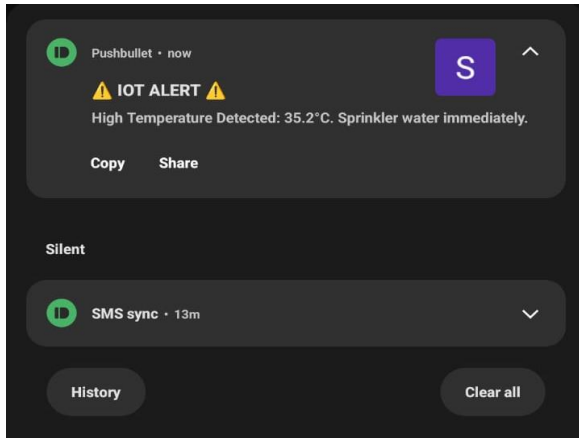 Pushbullet • now
S
⚠️ IOT ALERT ⚠️
High Temperature Detected: 35.2°C. Sprinkler water immediately.
Copy Share
Silent
SMS sync • 13m
History Clear all